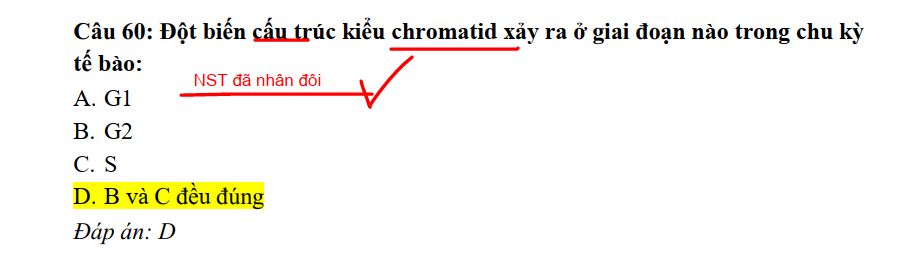 Câu 60: Đột biến cấu trúc kiểu chromatid xảy ra ở giai đoạn nào trong chu kỳ
tế bào:
NST đã nhân đôi
A. G1
B. G2
C. S
D. B và C đều đúng
Đáp án: D